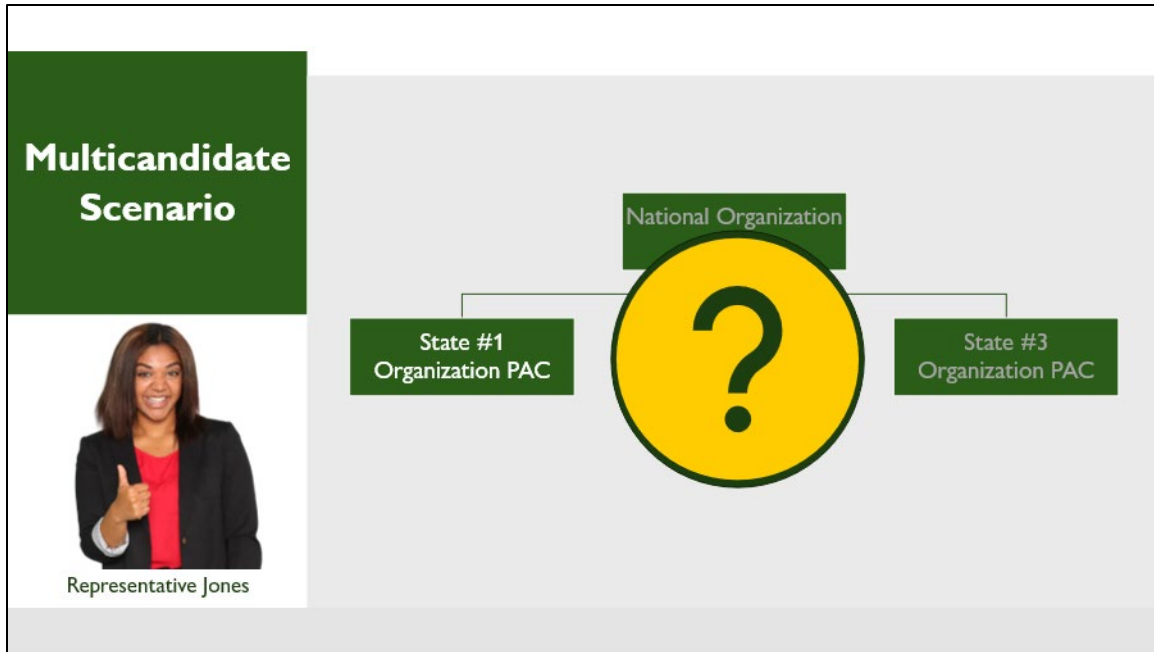 Multicandidate
Scenario
National Organization
State #1
Organization PAC
?
State #3
Organization PAC
Representative Jones